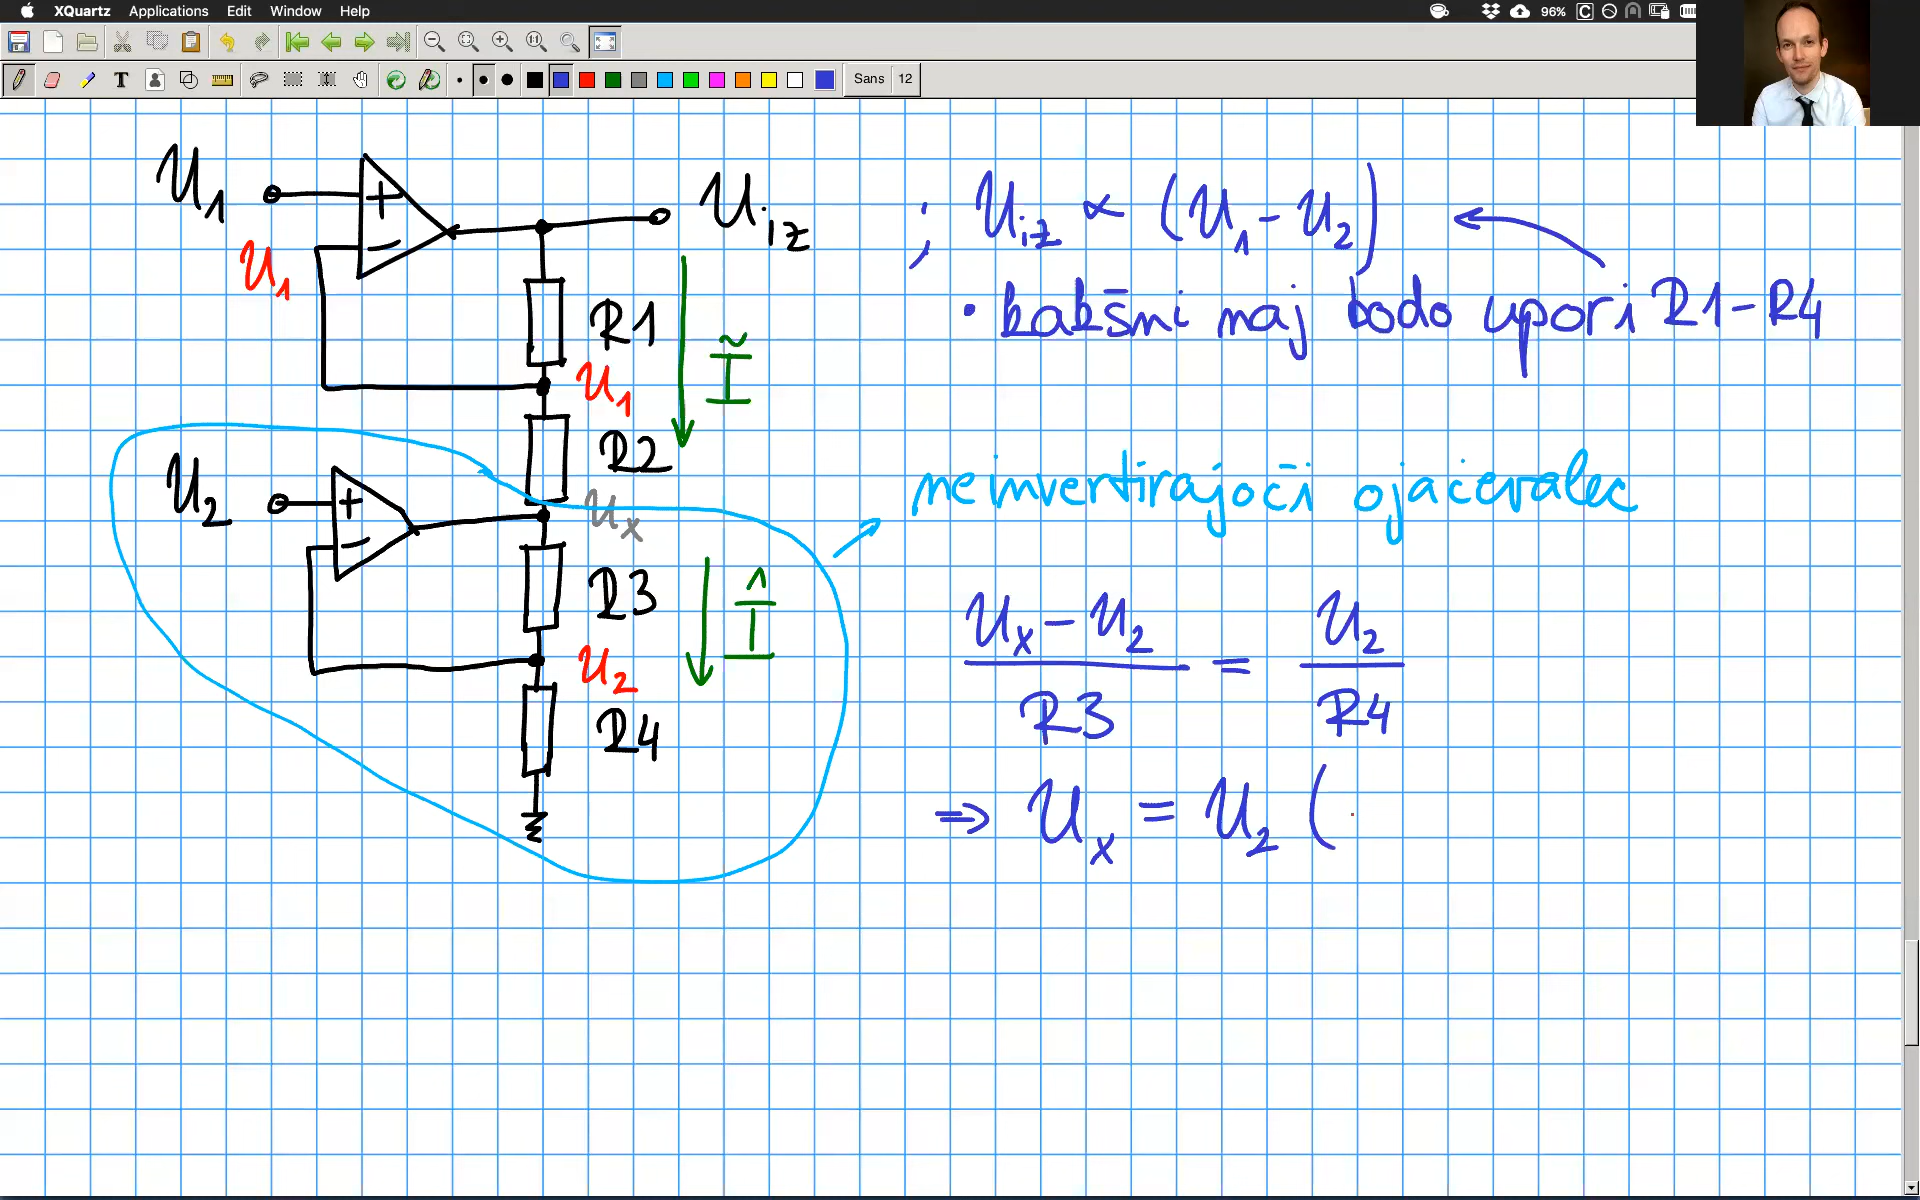 XQuartz Applications Edit Window Help 96%
Sans 12
U1 + − Uiz
U1
R1
Ĩ
U1
R2
U2 + − Ux
R3
Î
U2
R4
; Uiz ∝ (U1 − U2)
• kakšni naj bodo upori R1−R4
neinvertirajoči ojačevalec
Ux − U2 / R3 = U2 / R4
⇒ Ux = U2 (